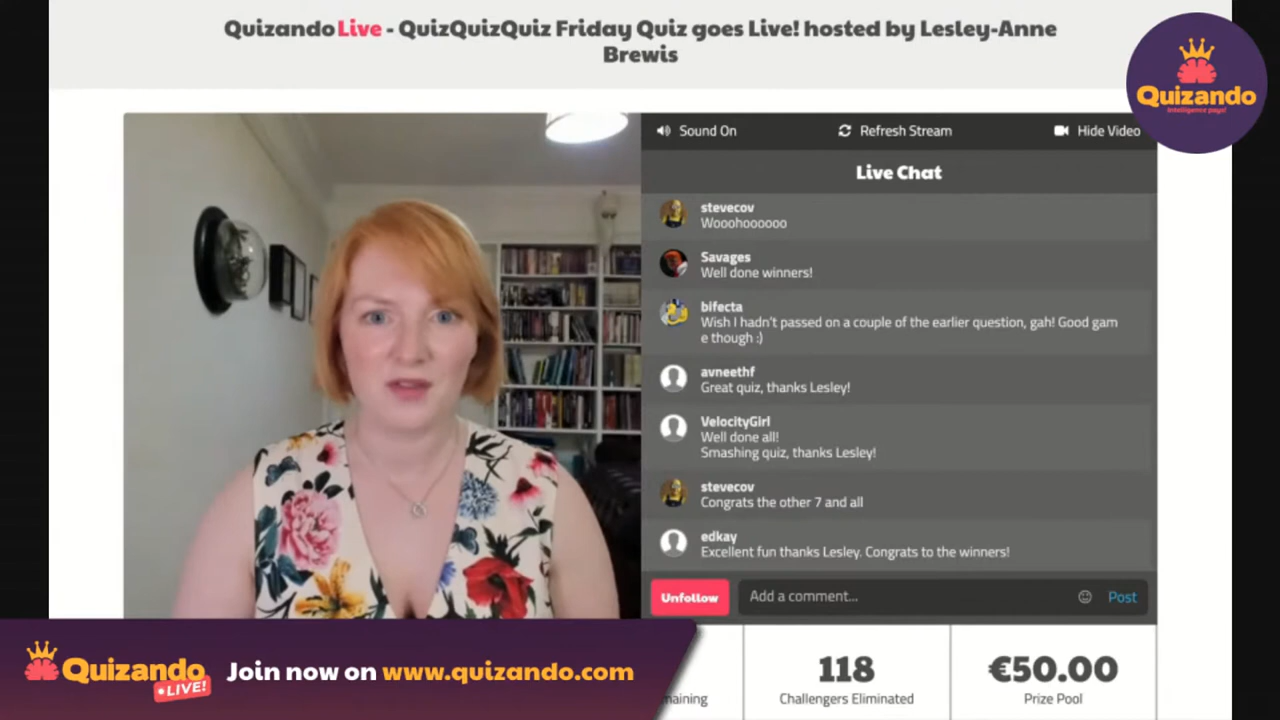 QuizandoLive - QuizQuizQuiz Friday Quiz goes Live! hosted by Lesley-Anne
Brewis
Quizando
Intelligence pays!
Sound On
Refresh Stream
Hide Video
Live Chat
stevecov
Wooohoooooo
Savages
Well done winners!
bifecta
Wish I hadn't passed on a couple of the earlier question, gah! Good gam
e though :)
avneethf
Great quiz, thanks Lesley!
VelocityGirl
Well done all!
Smashing quiz, thanks Lesley!
stevecov
Congrats the other 7 and all
edkay
Excellent fun thanks Lesley. Congrats to the winners!
Unfollow
Add a comment...
Post
Quizando
LIVE!
Join now on www.quizando.com
maining
118
Challengers Eliminated
€50.00
Prize Pool